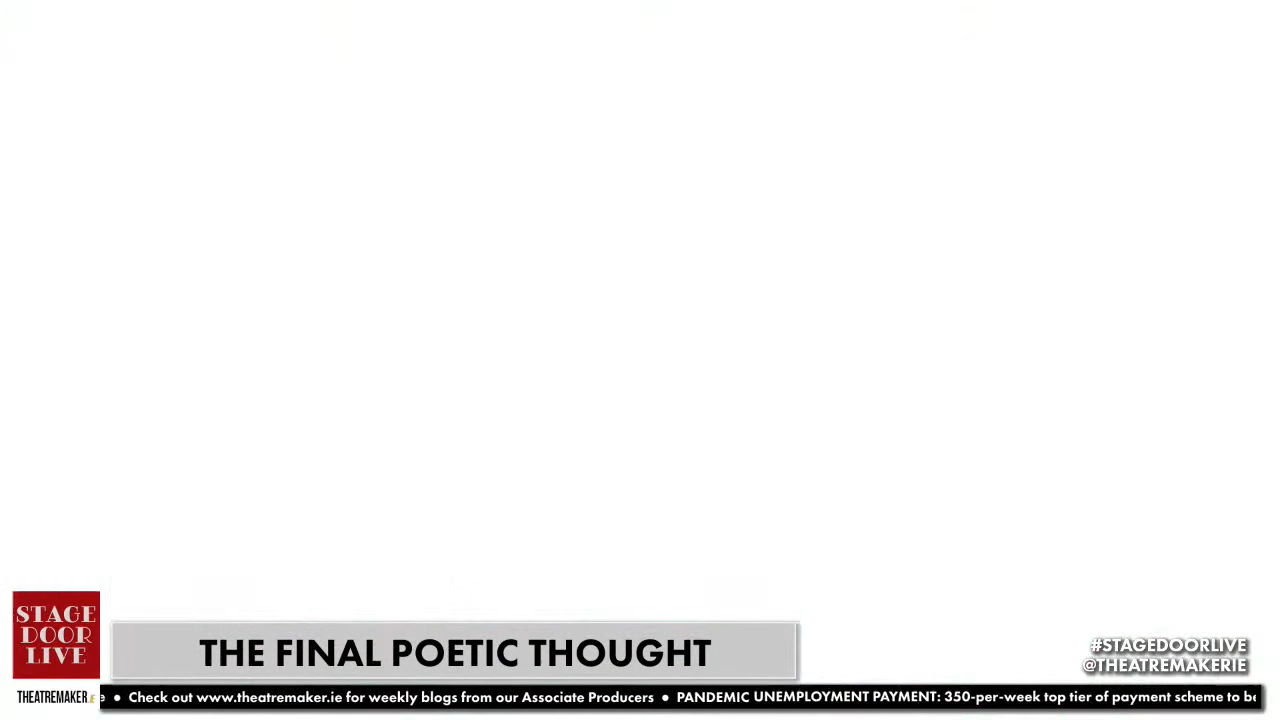 STAGE
DOOR
LIVE
THE FINAL POETIC THOUGHT
#STAGEDOORLIVE
@THEATREMAKERIE
THEATREMAKER.IE
e ● Check out www.theatremaker.ie for weekly blogs from our Associate Producers ● PANDEMIC UNEMPLOYMENT PAYMENT: 350-per-week top tier of payment scheme to be